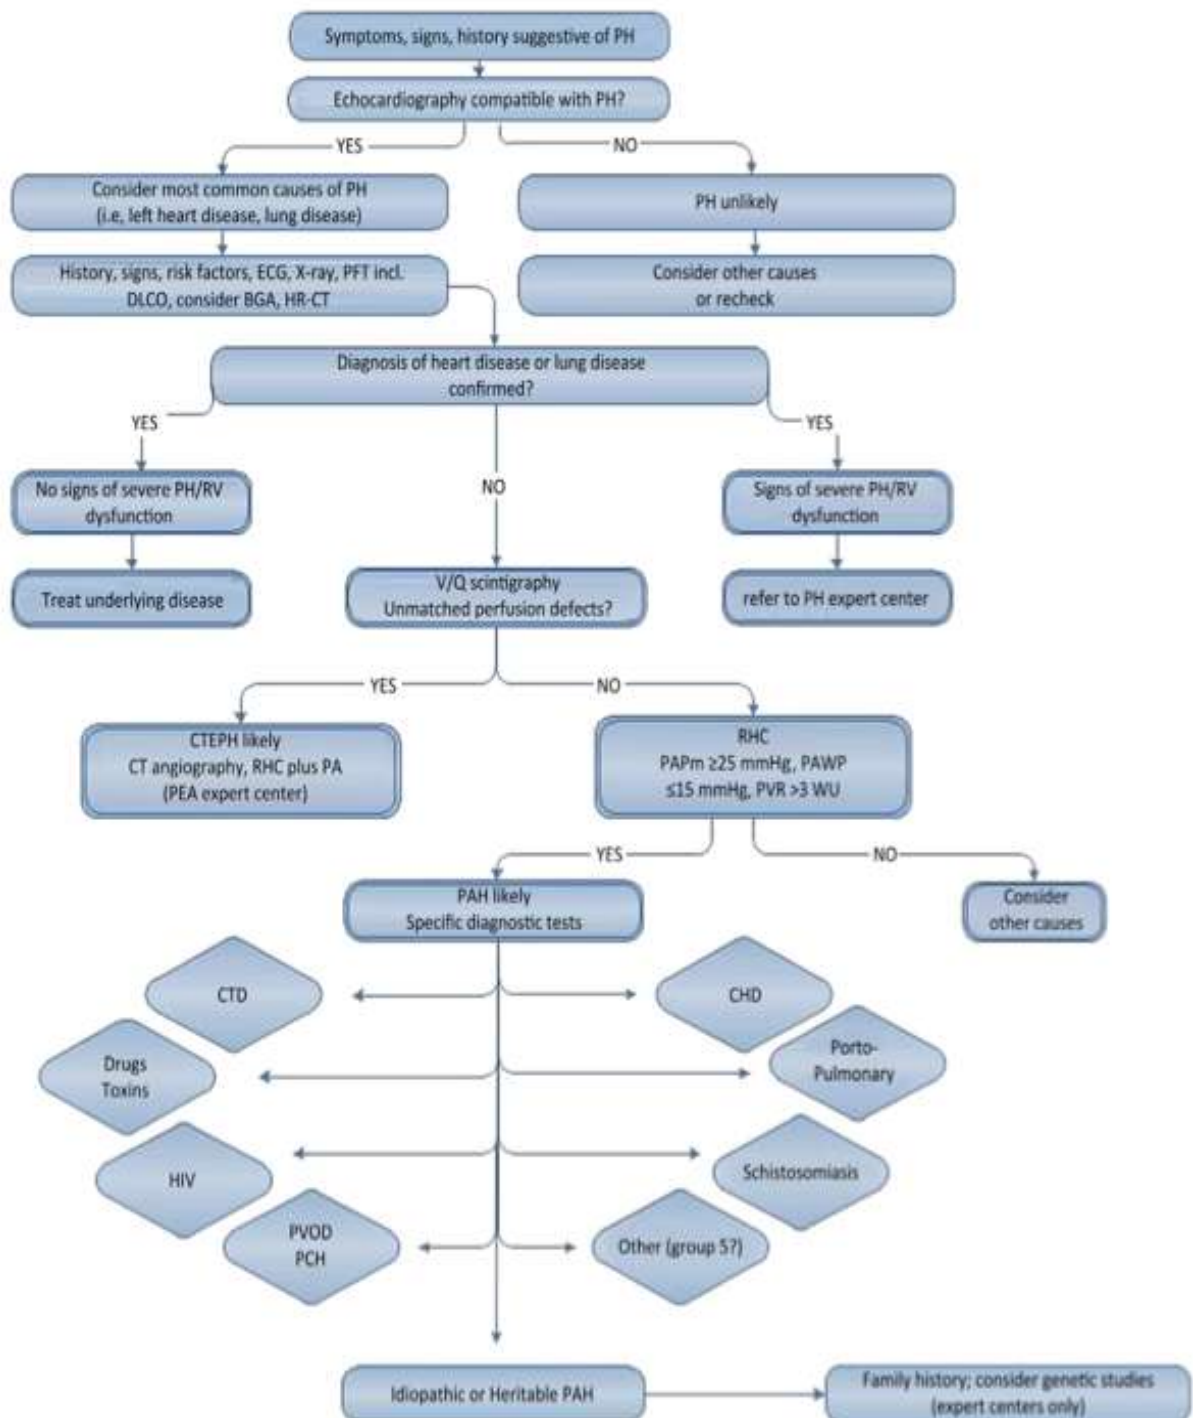 Symptoms, signs, history suggestive of PH
Echocardiography compatible with PH?
YES
NO
Consider most common causes of PH
(i.e, left heart disease, lung disease)
PH unlikely
History, signs, risk factors, ECG, X-ray, PFT incl.
DLCO, consider BGA, HR-CT
Consider other causes
or recheck
Diagnosis of heart disease or lung disease
confirmed?
YES
NO
YES
No signs of severe PH/RV
dysfunction
Signs of severe PH/RV
dysfunction
Treat underlying disease
V/Q scintigraphy
Unmatched perfusion defects?
refer to PH expert center
YES
NO
CTEPH likely
CT angiography, RHC plus PA
(PEA expert center)
RHC
PAPm ≥25 mmHg, PAWP
≤15 mmHg, PVR >3 WU
YES
NO
PAH likely
Specific diagnostic tests
Consider
other causes
CTD
CHD
Drugs
Toxins
Porto-
Pulmonary
HIV
Schistosomiasis
PVOD
PCH
Other (group 5?)
Idiopathic or Heritable PAH
Family history; consider genetic studies
(expert centers only)